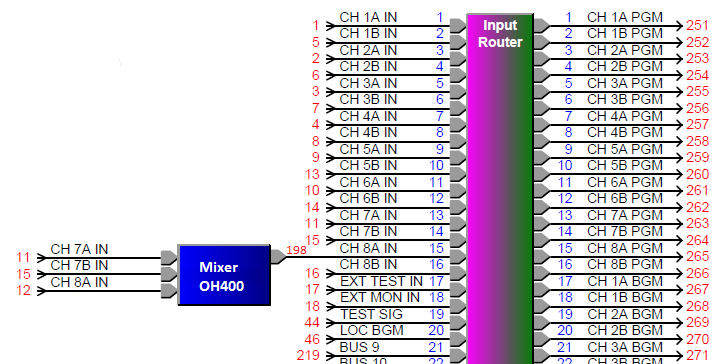 Input
Router
1 CH 1A IN 1 1 CH 1A PGM 251
5 CH 1B IN 2 2 CH 1B PGM 252
2 CH 2A IN 3 3 CH 2A PGM 253
6 CH 2B IN 4 4 CH 2B PGM 254
3 CH 3A IN 5 5 CH 3A PGM 255
7 CH 3B IN 6 6 CH 3B PGM 256
4 CH 4A IN 7 7 CH 4A PGM 257
8 CH 4B IN 8 8 CH 4B PGM 258
9 CH 5A IN 9 9 CH 5A PGM 259
13 CH 5B IN 10 10 CH 5B PGM 260
10 CH 6A IN 11 11 CH 6A PGM 261
14 CH 6B IN 12 12 CH 6B PGM 262
11 CH 7A IN 13 13 CH 7A PGM 263
15 CH 7B IN 14 14 CH 7B PGM 264
198 CH 8A IN 15 15 CH 8A PGM 265
16 CH 8B IN 16 16 CH 8B PGM 266
17 EXT TEST IN 17 17 CH 1A BGM 267
18 EXT MON IN 18 18 CH 1B BGM 268
44 TEST SIG 19 19 CH 2A BGM 269
46 LOC BGM 20 20 CH 2B BGM 270
219 BUS 9 21 21 CH 3A BGM 271
BUS 10 22 22 CH 3B BGM
11 CH 7A IN
15 CH 7B IN
12 CH 8A IN
Mixer
OH400